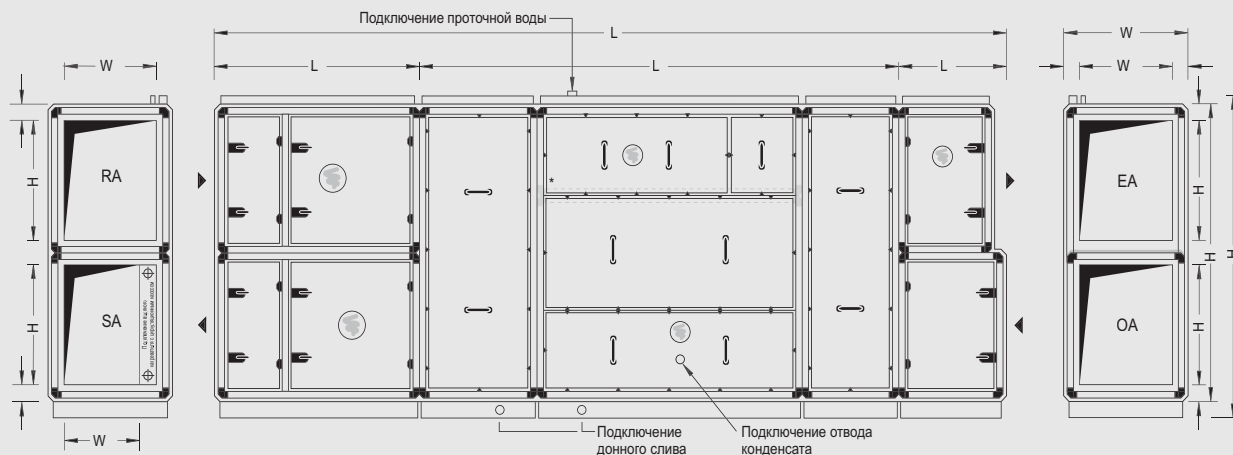 Подключение проточной воды
L
L
L
L
W
W
W
W
RA
SA
EA
OA
H
H
H
H
H
H
*
Подключение
донного слива
Подключение отвода
конденсата